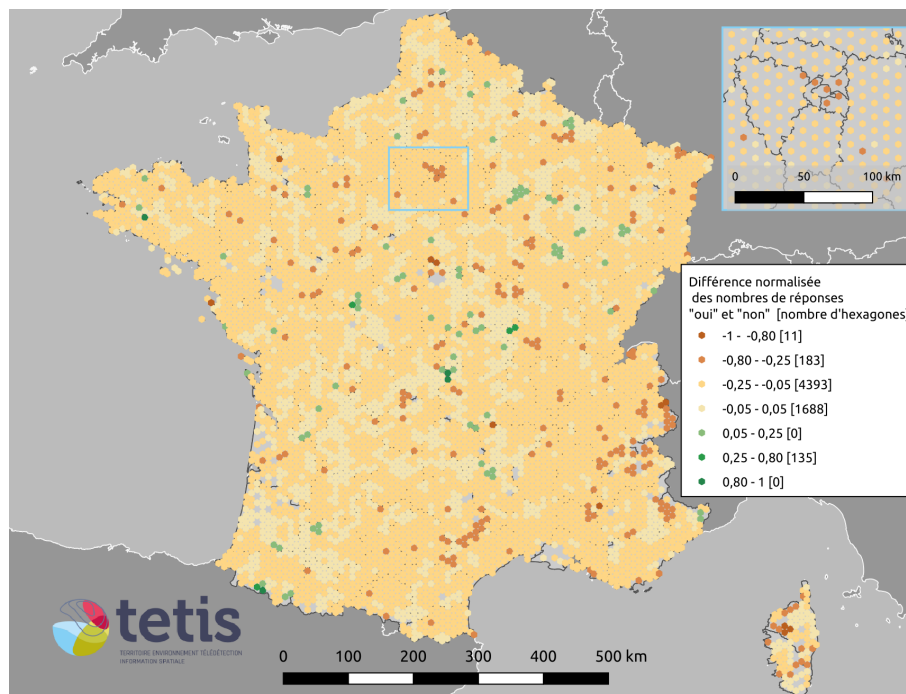 0 50 100 km
Différence normalisée
des nombres de réponses
"oui" et "non" [nombre d'hexagones]
-1 - -0,80 [11]
-0,80 - -0,25 [183]
-0,25 - -0,05 [4393]
-0,05 - 0,05 [1688]
0,05 - 0,25 [0]
0,25 - 0,80 [135]
0,80 - 1 [0]
tetis
TERRITOIRE ENVIRONNEMENT TÉLÉDÉTECTION
INFORMATION SPATIALE
0 100 200 300 400 500 km